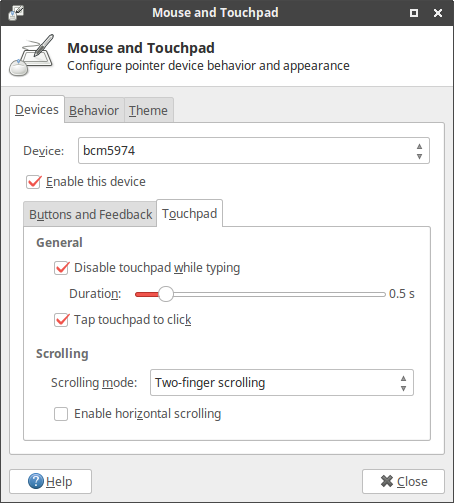 Mouse and Touchpad
Mouse and Touchpad
Configure pointer device behavior and appearance
Devices Behavior Theme
Device: bcm5974
Enable this device
Buttons and Feedback Touchpad
General
Disable touchpad while typing
Duration: 0.5 s
Tap touchpad to click
Scrolling
Scrolling mode: Two-finger scrolling
Enable horizontal scrolling
Help Close